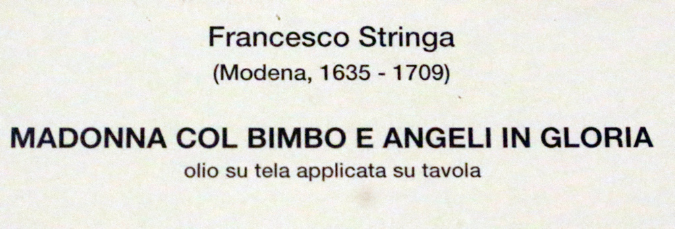 Francesco Stringa
(Modena, 1635 - 1709)
MADONNA COL BIMBO E ANGELI IN GLORIA
olio su tela applicata su tavola